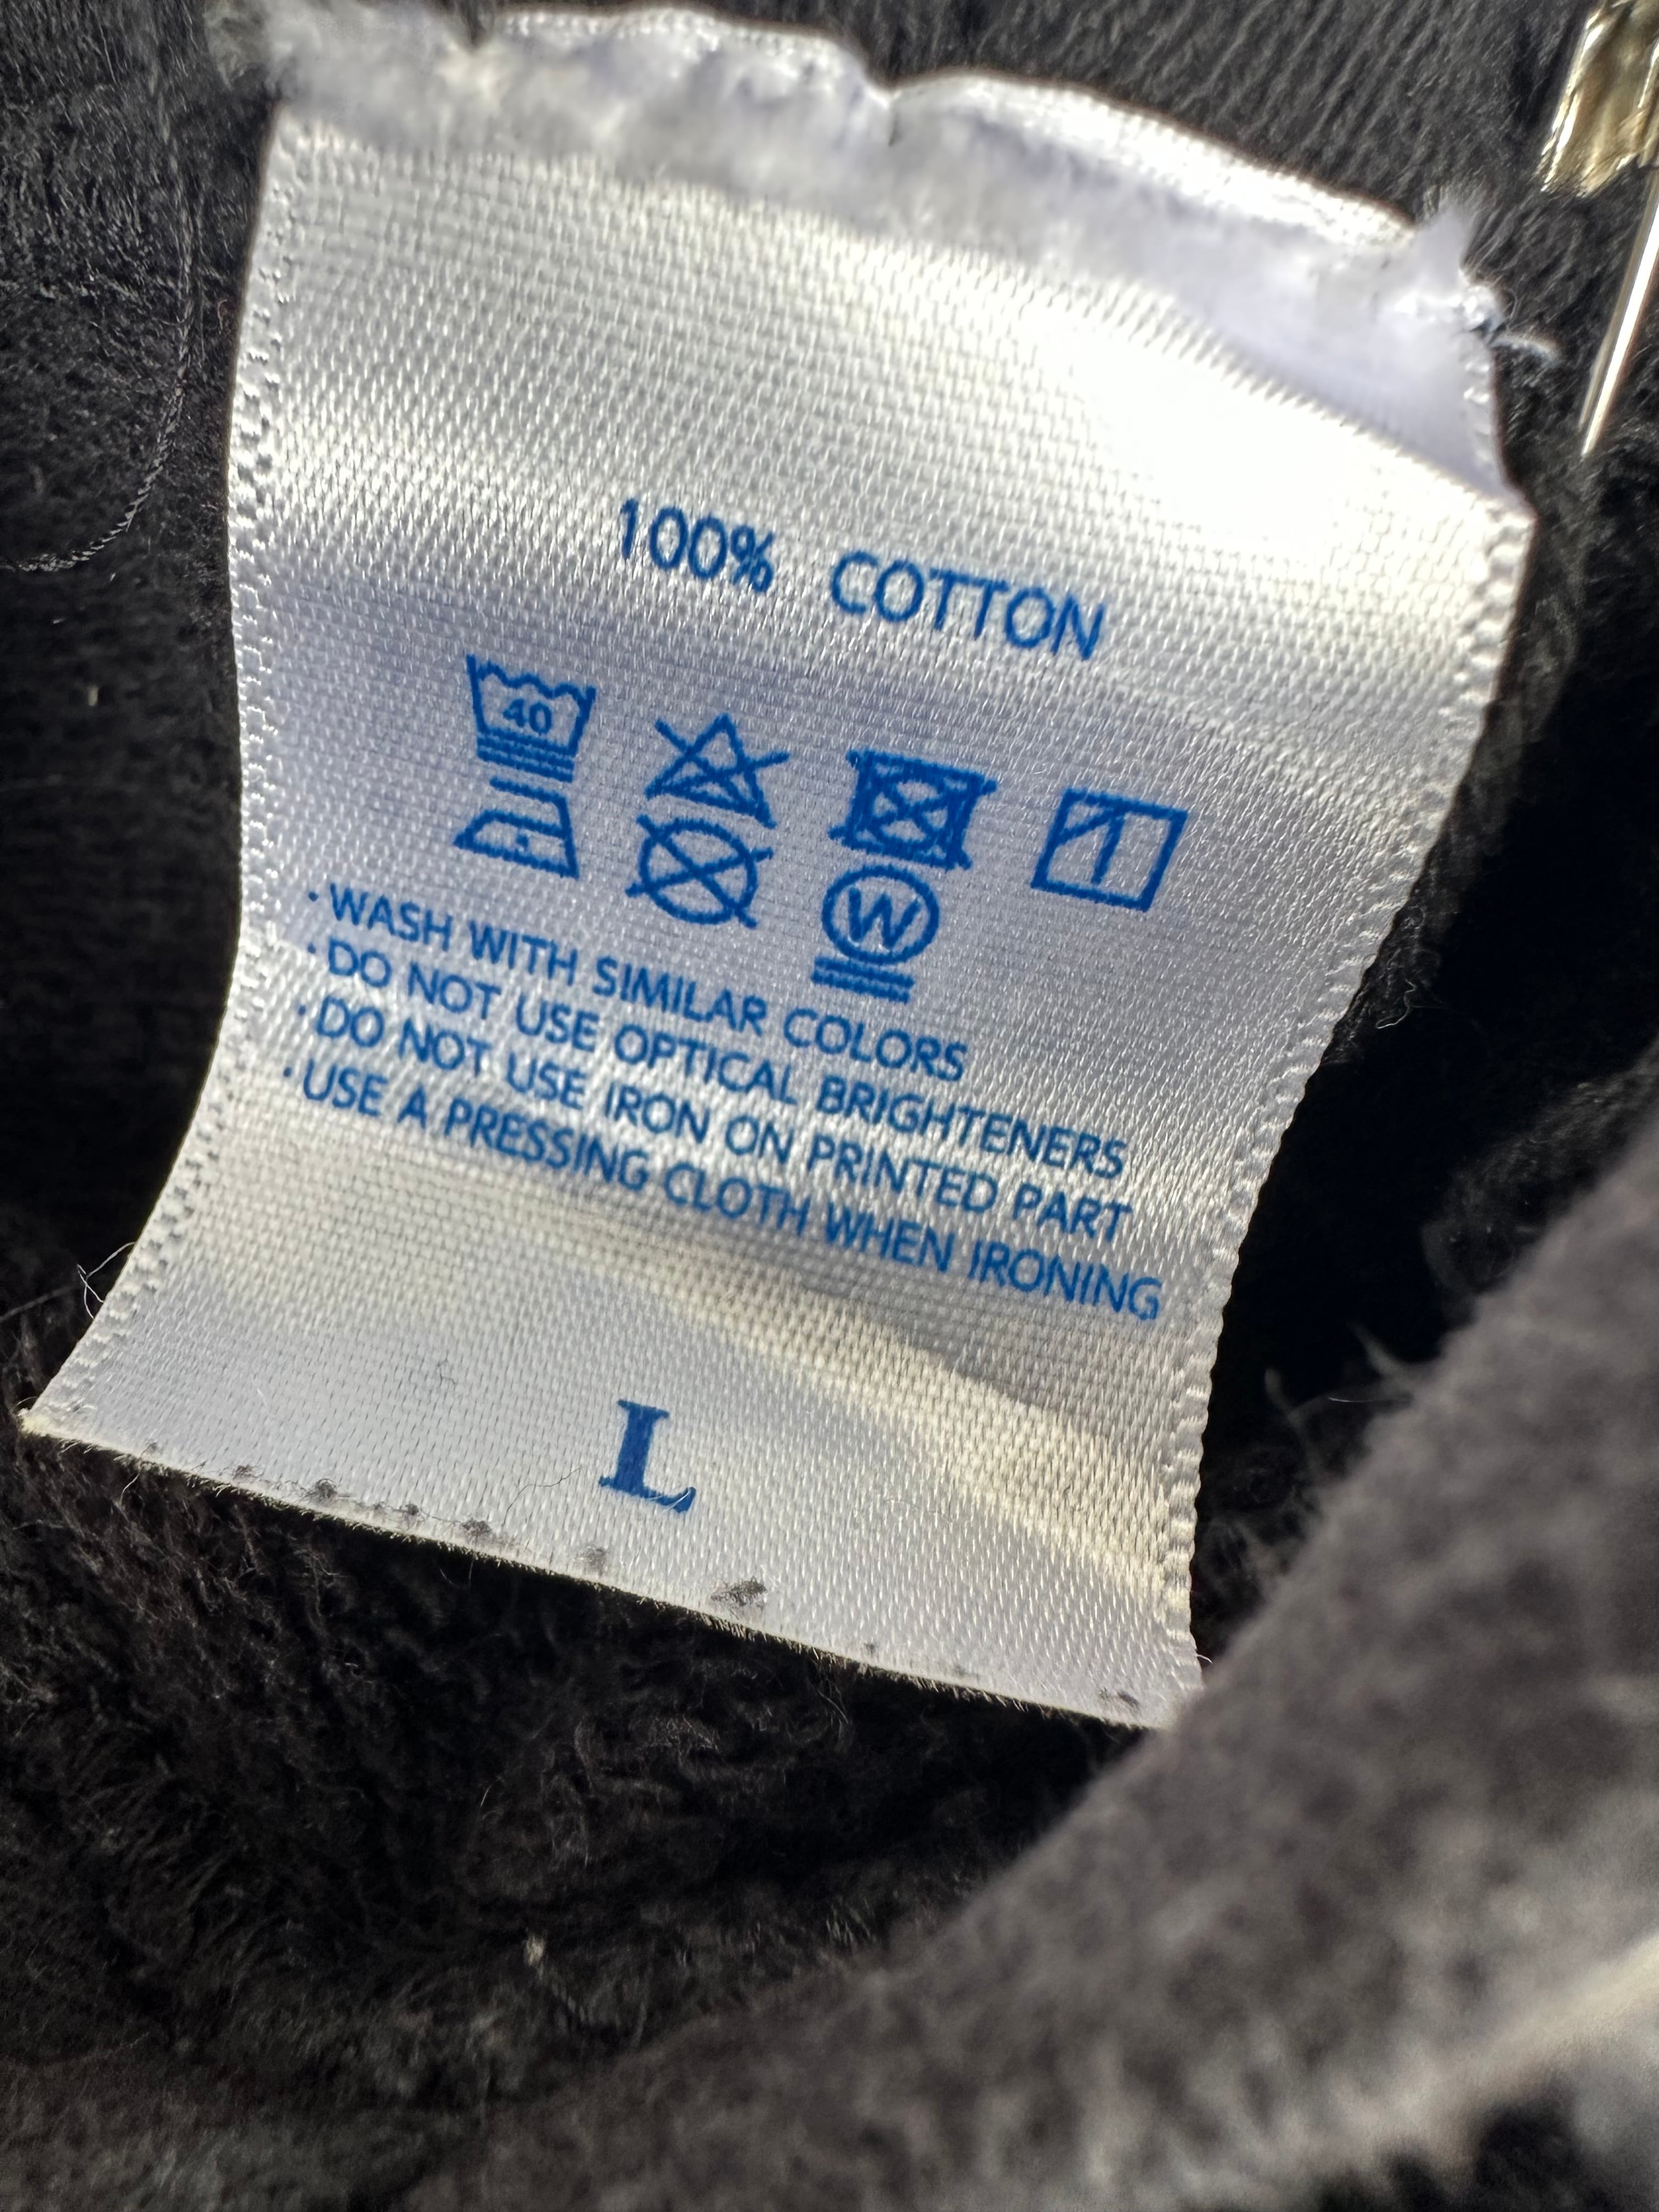 100% COTTON
40
W
· WASH WITH SIMILAR COLORS
· DO NOT USE OPTICAL BRIGHTENERS
· DO NOT USE IRON ON PRINTED PART
· USE A PRESSING CLOTH WHEN IRONING
L